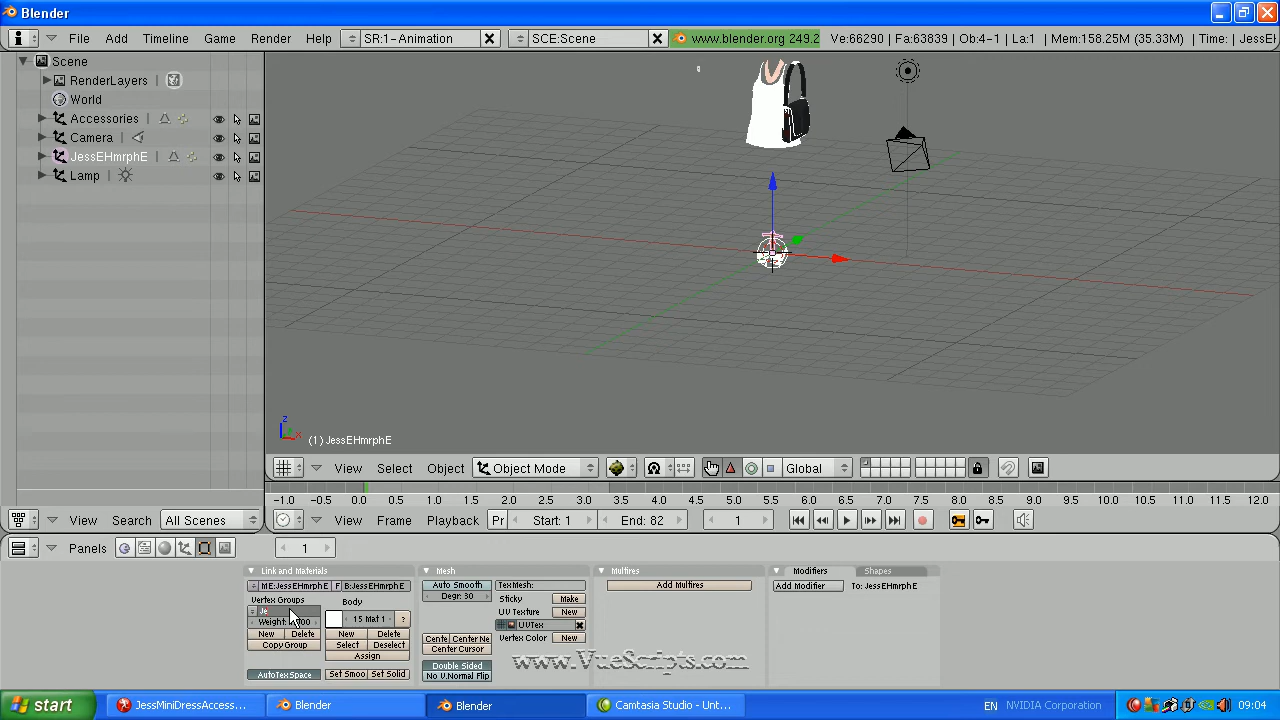 Blender
File Add Timeline Game Render Help SR:1-Animation SCE:Scene www.blender.org 249.2 Ve:66290 | Fa:63839 | Ob:4-1 | La:1 | Mem:158.29M (35.33M) | Time: | JessEH
Scene
RenderLayers
World
Accessories
Camera
JessEHmrphE
Lamp
z
x
(1) JessEHmrphE
View Select Object Object Mode Global
-1.0 -0.5 0.0 0.5 1.0 1.5 2.0 2.5 3.0 3.5 4.0 4.5 5.0 5.5 6.0 6.5 7.0 7.5 8.0 8.5 9.0 9.5 10.0 10.5 11.0 11.5 12.0
View Search All Scenes View Frame Playback Pr Start: 1 End: 82 1
Panels 1
Link and Materials
ME:JessEHmrphE F OB:JessEHmrphE
Vertex Groups
Je
Weight:
New Delete
Copy Group
AutoTexSpace
Body
15 Mat 1 ?
New Delete
Select Deselect
Assign
Set Smoo Set Solid
Mesh
Auto Smooth
Degr: 30
Cente Center Ne
Center Cursor
Double Sided
No V.Normal Flip
TexMesh:
Sticky Make
UV Texture New
UVTex
Vertex Color New
Multires
Add Multires
Modifiers Shapes
Add Modifier To: JessEHmrphE
www.VueScripts.com
start JessMiniDressAccess... Blender Blender Camtasia Studio - Unt... EN NVIDIA Corporation 09:04